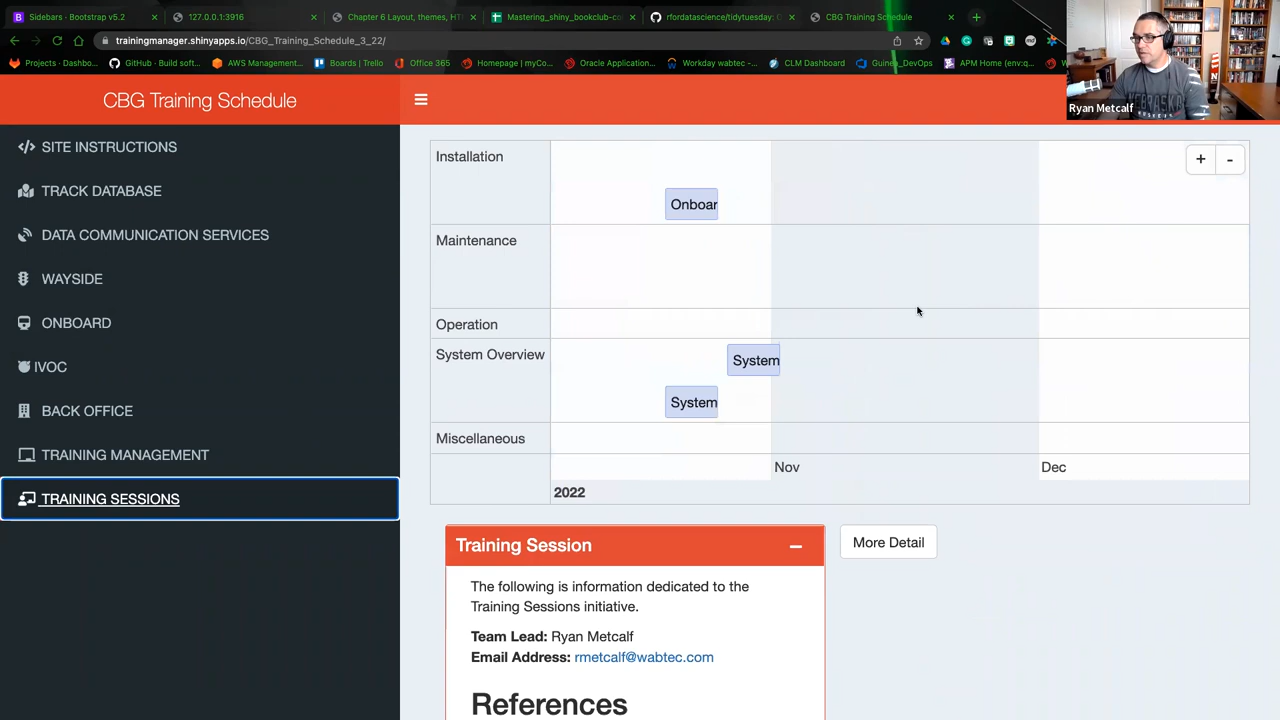 Sidebars - Bootstrap v5.2
127.0.0.1:3916
Chapter 6 Layout, themes, HT
Mastering_shiny_bookclub-co
rfordatascience/tidytuesday: O
CBG Training Schedule
trainingmanager.shinyapps.io/CBG_Training_Schedule_3_22/
Projects · Dashbo...
GitHub · Build soft...
AWS Management...
Boards | Trello
Office 365
Homepage | myCo...
Oracle Application...
Workday wabtec -...
CLM Dashboard
Guinea_DevOps
APM Home (env:q...
Ryan Metcalf
CBG Training Schedule
SITE INSTRUCTIONS
TRACK DATABASE
DATA COMMUNICATION SERVICES
WAYSIDE
ONBOARD
IVOC
BACK OFFICE
TRAINING MANAGEMENT
TRAINING SESSIONS
+ -
Installation
Onboar
Maintenance
Operation
System Overview
System
System
Miscellaneous
Nov
Dec
2022
Training Session
More Detail
The following is information dedicated to the
Training Sessions initiative.
Team Lead: Ryan Metcalf
Email Address: rmetcalf@wabtec.com
References